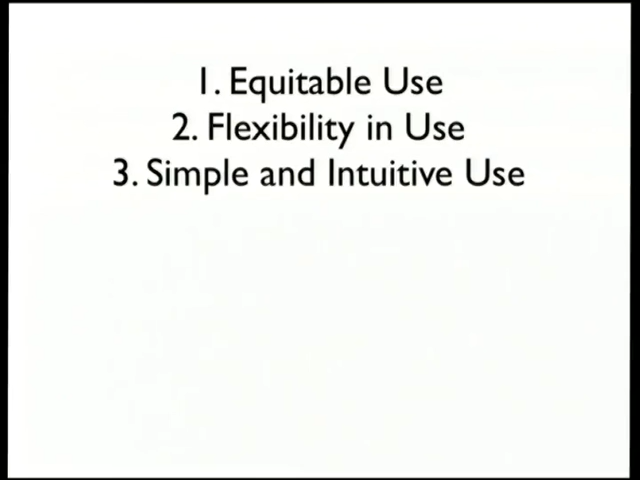 1. Equitable Use
2. Flexibility in Use
3. Simple and Intuitive Use